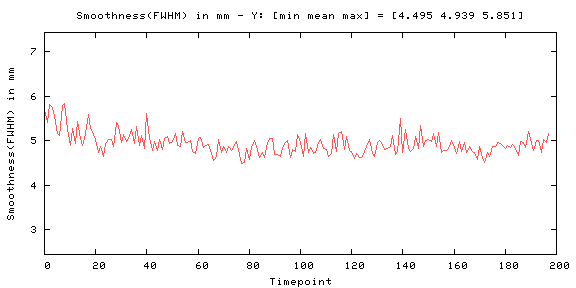 Smoothness(FWHM) in mm - Y: [min mean max] = [4.495 4.939 5.851]
7
6
5
4
3
Smoothness(FWHM) in mm
0 20 40 60 80 100 120 140 160 180 200
Timepoint